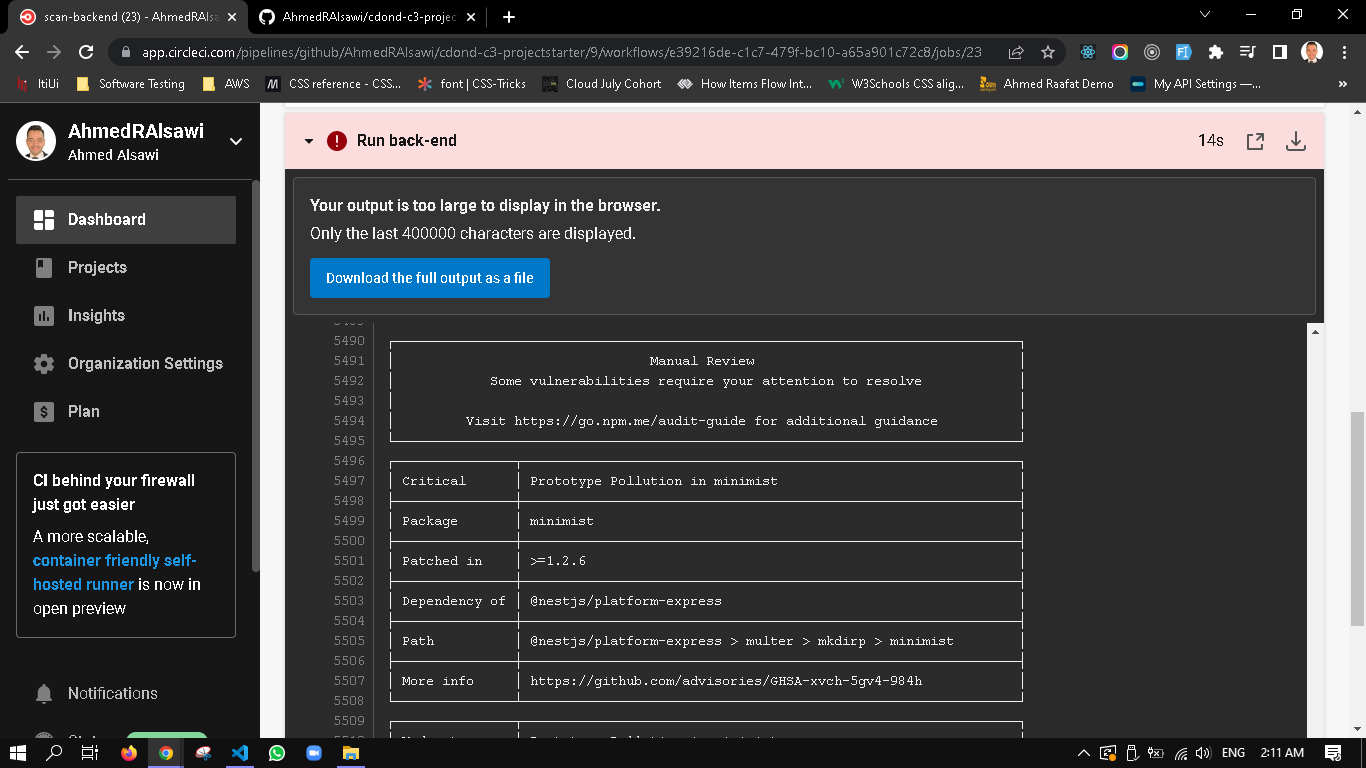 scan-backend (23) - AhmedRAlsa
AhmedRAlsawi/cdond-c3-project
app.circleci.com/pipelines/github/AhmedRAlsawi/cdond-c3-projectstarter/9/workflows/e39216de-c1c7-479f-bc10-a65a901c72c8/jobs/23
ItiUi
Software Testing
AWS
CSS reference - CSS...
font | CSS-Tricks
Cloud July Cohort
How Items Flow Int...
W3Schools CSS alig...
Ahmed Raafat Demo
My API Settings —...
»
AhmedRAlsawi
Ahmed Alsawi
Dashboard
Projects
Insights
Organization Settings
Plan
CI behind your firewall
just got easier
A more scalable,
container friendly self-
hosted runner is now in
open preview
Notifications
Run back-end
14s
Your output is too large to display in the browser.
Only the last 400000 characters are displayed.
Download the full output as a file
5489
5490
5491 Manual Review
5492 Some vulnerabilities require your attention to resolve
5493
5494 Visit https://go.npm.me/audit-guide for additional guidance
5495
5496
5497 Critical Prototype Pollution in minimist
5498
5499 Package minimist
5500
5501 Patched in >=1.2.6
5502
5503 Dependency of @nestjs/platform-express
5504
5505 Path @nestjs/platform-express > multer > mkdirp > minimist
5506
5507 More info https://github.com/advisories/GHSA-xvch-5gv4-984h
5508
5509
ENG
2:11 AM